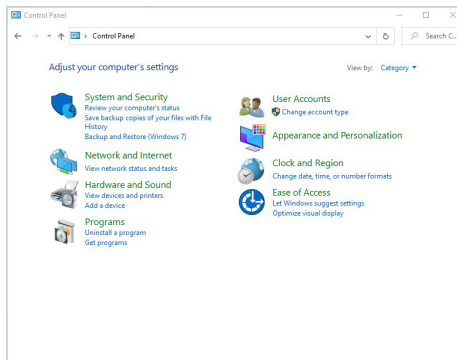 Control Panel
Control Panel
Search C...
Adjust your computer's settings
View by: Category
System and Security
Review your computer's status
Save backup copies of your files with File
History
Backup and Restore (Windows 7)
Network and Internet
View network status and tasks
Hardware and Sound
View devices and printers
Add a device
Programs
Uninstall a program
Get programs
User Accounts
Change account type
Appearance and Personalization
Clock and Region
Change date, time, or number formats
Ease of Access
Let Windows suggest settings
Optimize visual display